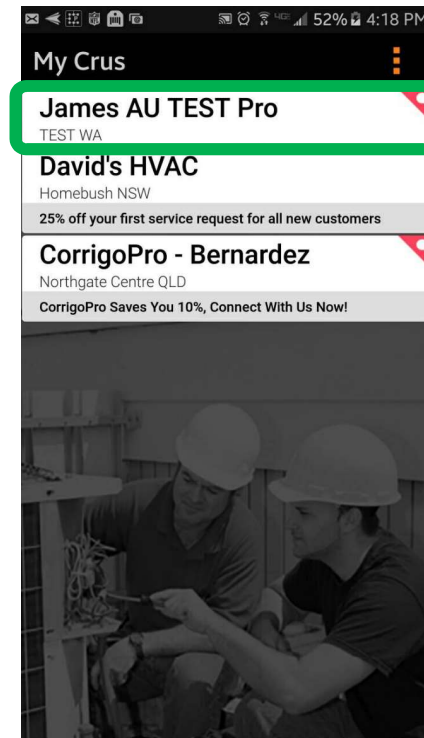 52% 4:18 PM
My Crus
James AU TEST Pro
TEST WA
David's HVAC
Homebush NSW
25% off your first service request for all new customers
CorrigoPro - Bernardez
Northgate Centre QLD
CorrigoPro Saves You 10%, Connect With Us Now!